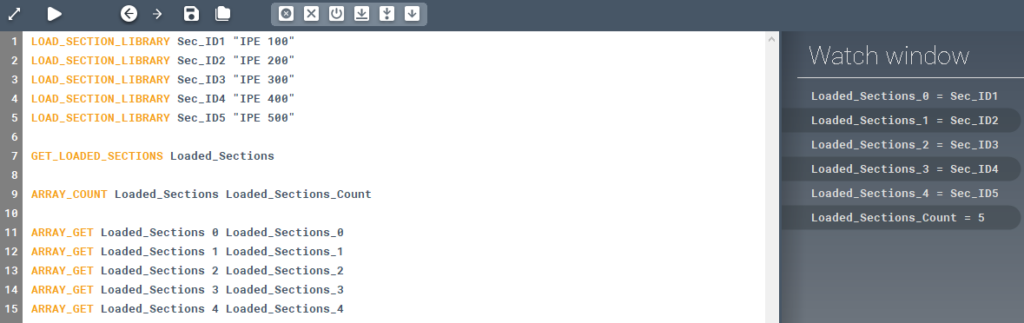 1 LOAD_SECTION_LIBRARY Sec_ID1 "IPE 100"
2 LOAD_SECTION_LIBRARY Sec_ID2 "IPE 200"
3 LOAD_SECTION_LIBRARY Sec_ID3 "IPE 300"
4 LOAD_SECTION_LIBRARY Sec_ID4 "IPE 400"
5 LOAD_SECTION_LIBRARY Sec_ID5 "IPE 500"
6
7 GET_LOADED_SECTIONS Loaded_Sections
8
9 ARRAY_COUNT Loaded_Sections Loaded_Sections_Count
10
11 ARRAY_GET Loaded_Sections 0 Loaded_Sections_0
12 ARRAY_GET Loaded_Sections 1 Loaded_Sections_1
13 ARRAY_GET Loaded_Sections 2 Loaded_Sections_2
14 ARRAY_GET Loaded_Sections 3 Loaded_Sections_3
15 ARRAY_GET Loaded_Sections 4 Loaded_Sections_4
Watch window
Loaded_Sections_0 = Sec_ID1
Loaded_Sections_1 = Sec_ID2
Loaded_Sections_2 = Sec_ID3
Loaded_Sections_3 = Sec_ID4
Loaded_Sections_4 = Sec_ID5
Loaded_Sections_Count = 5